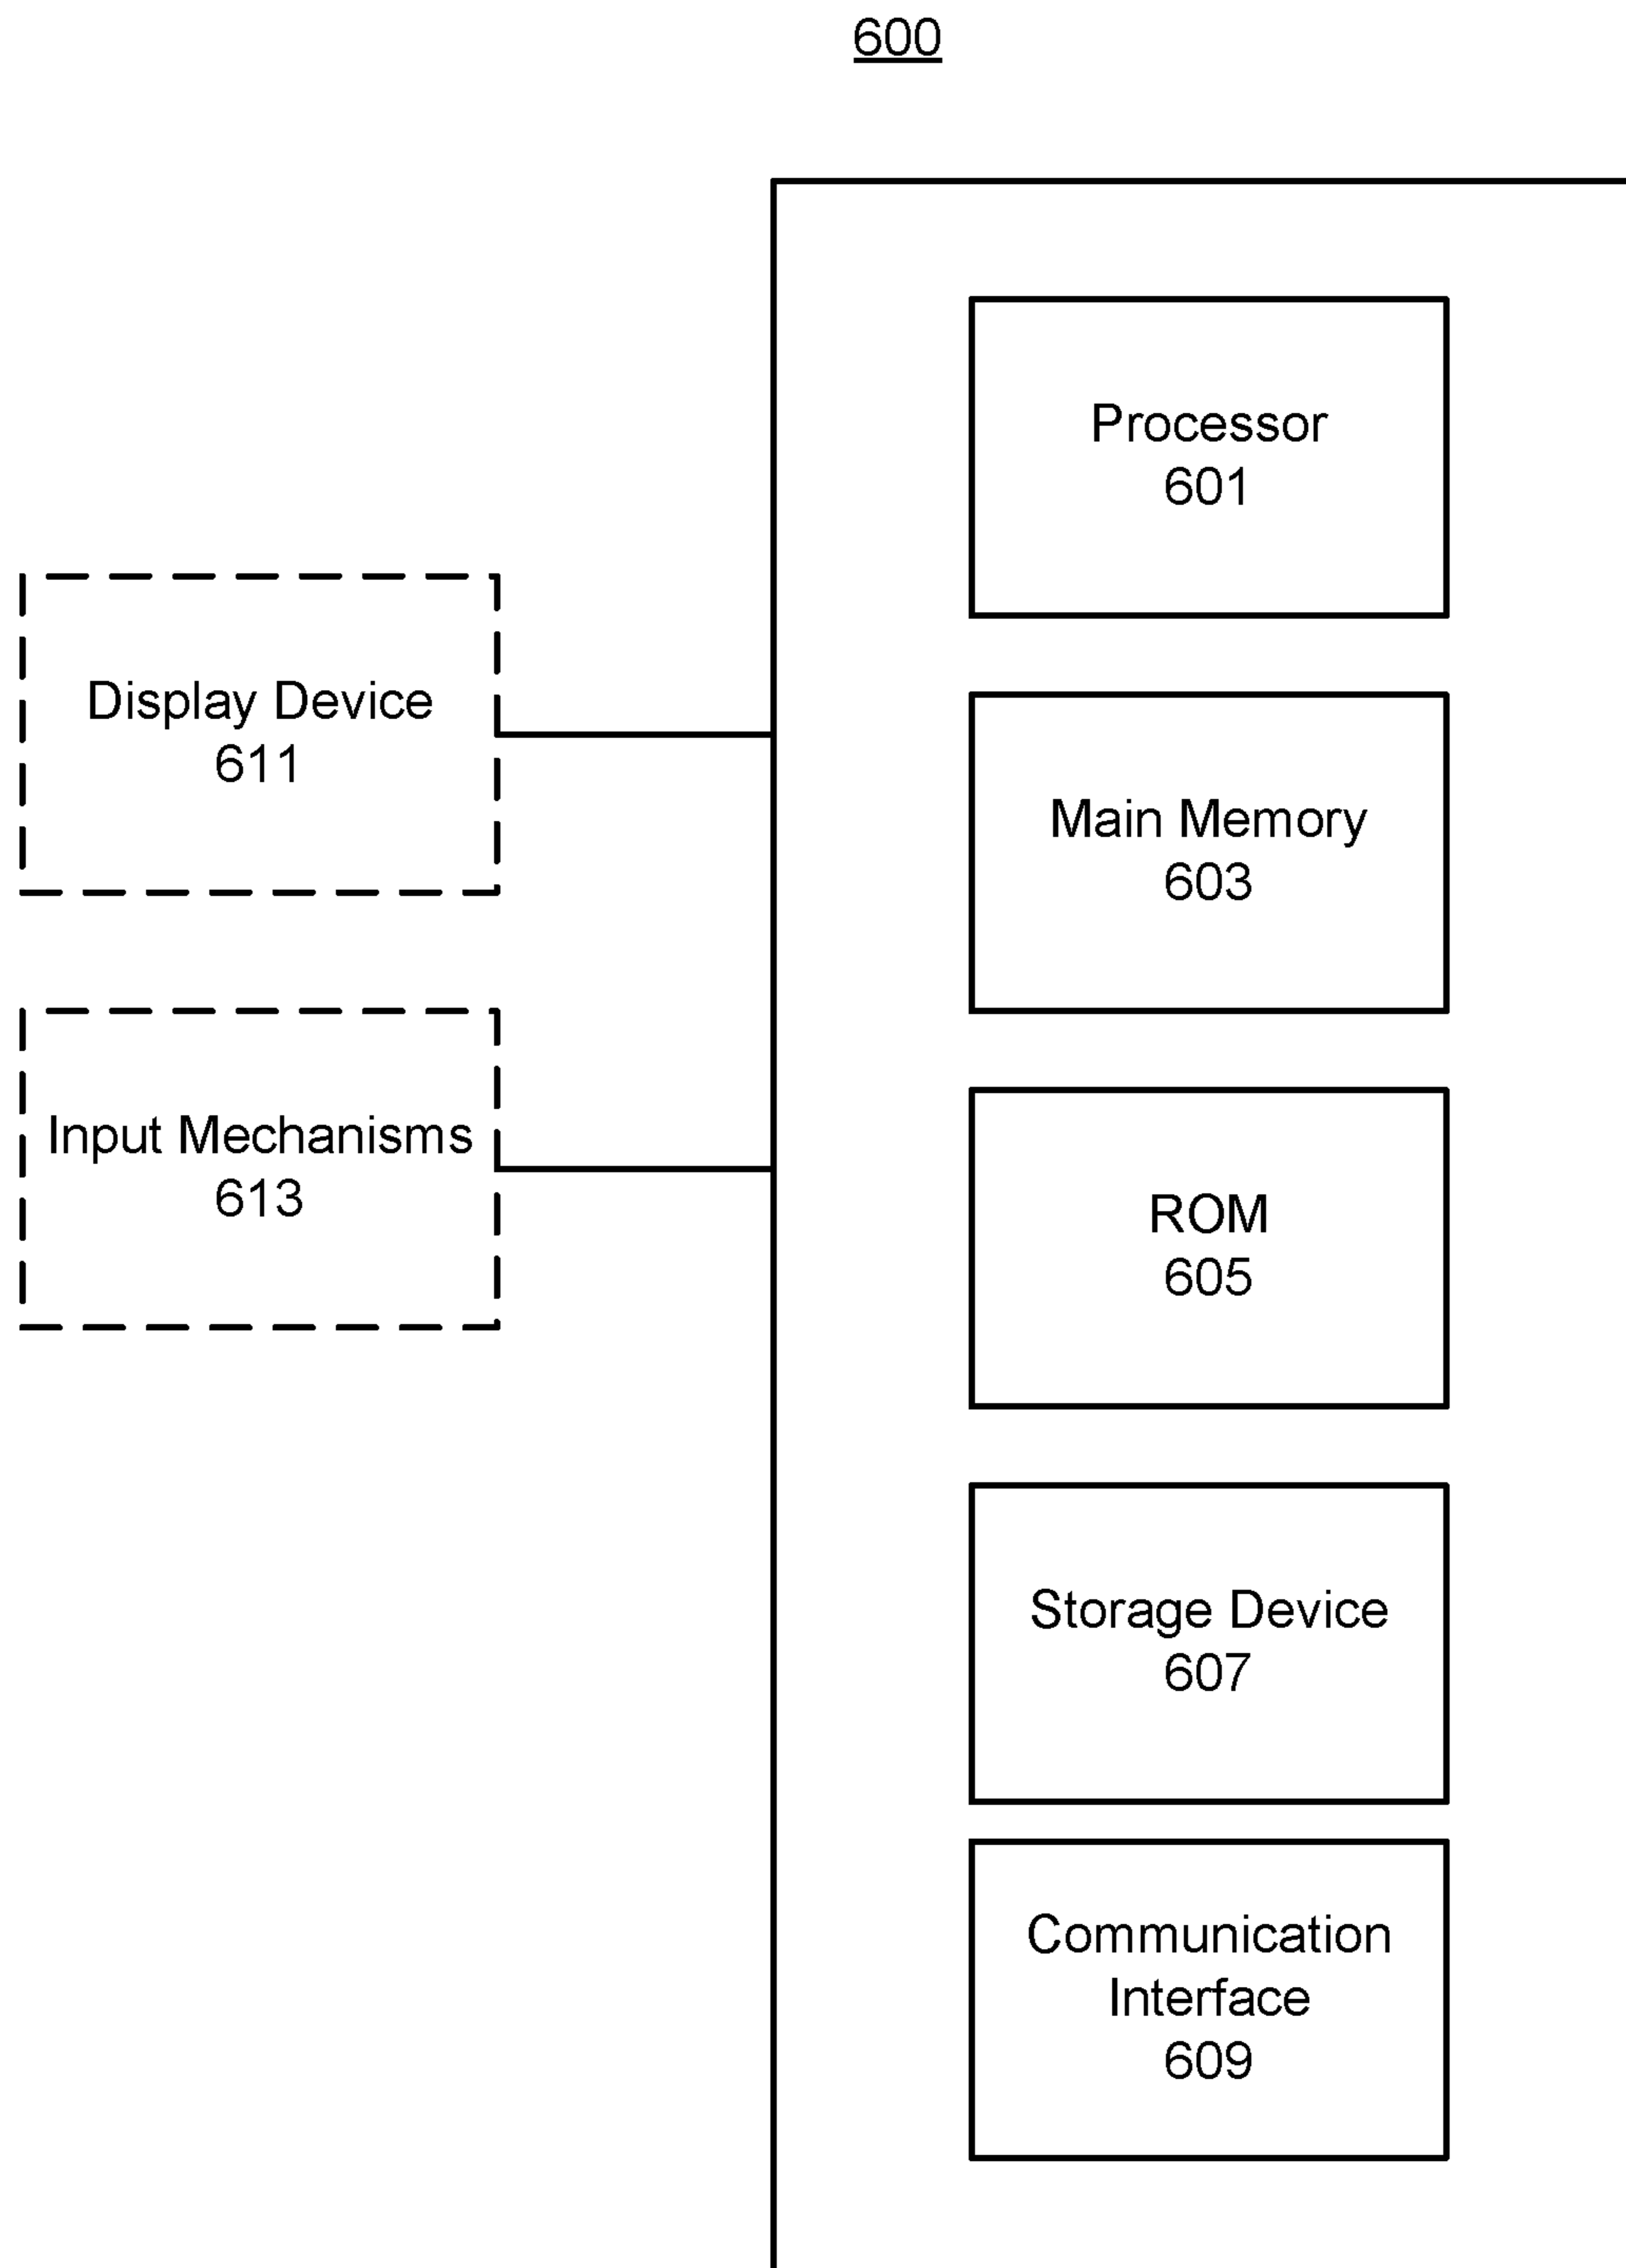 600
Processor
601
Display Device
611
Main Memory
603
Input Mechanisms
613
ROM
605
Storage Device
607
Communication
Interface
609